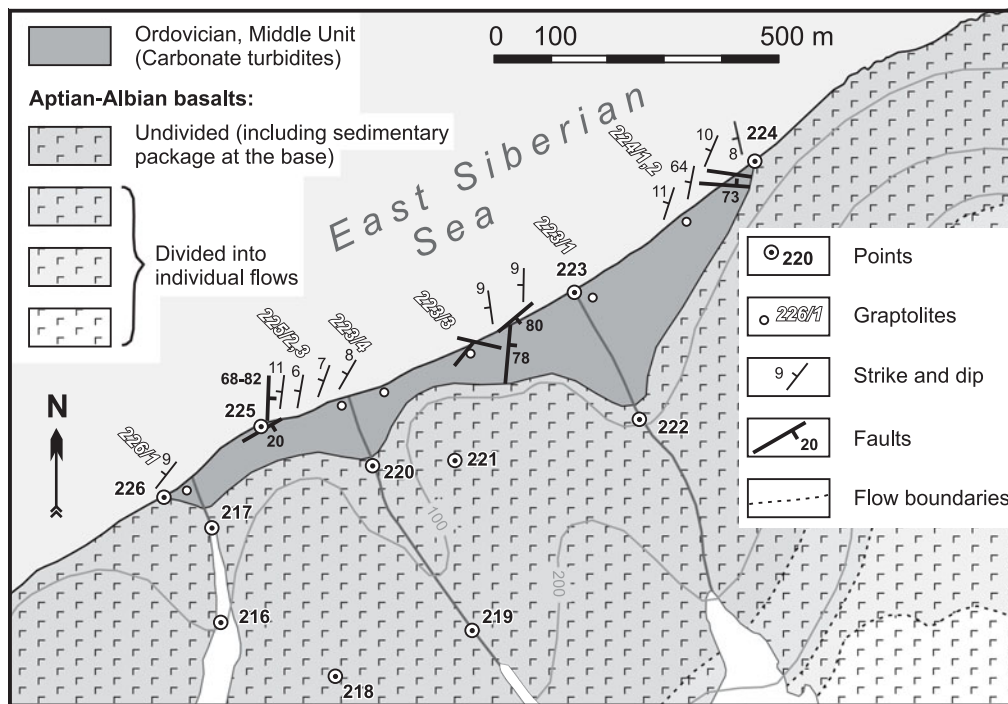 Ordovician, Middle Unit
(Carbonate turbidites)
Aptian-Albian basalts:
Undivided (including sedimentary
package at the base)
Divided into
individual flows
0 100 500 m
East Siberian
Sea
224/1,2
10
8
224
64
11
73
220 Points
226/1 Graptolites
9 Strike and dip
20 Faults
Flow boundaries
223/1
223
9
9
223/3
80
78
223/4
225/2,3
8
7
6
11
68-82
225
20
N
226/1
9
226
217
220
221
222
100
200
216
219
218